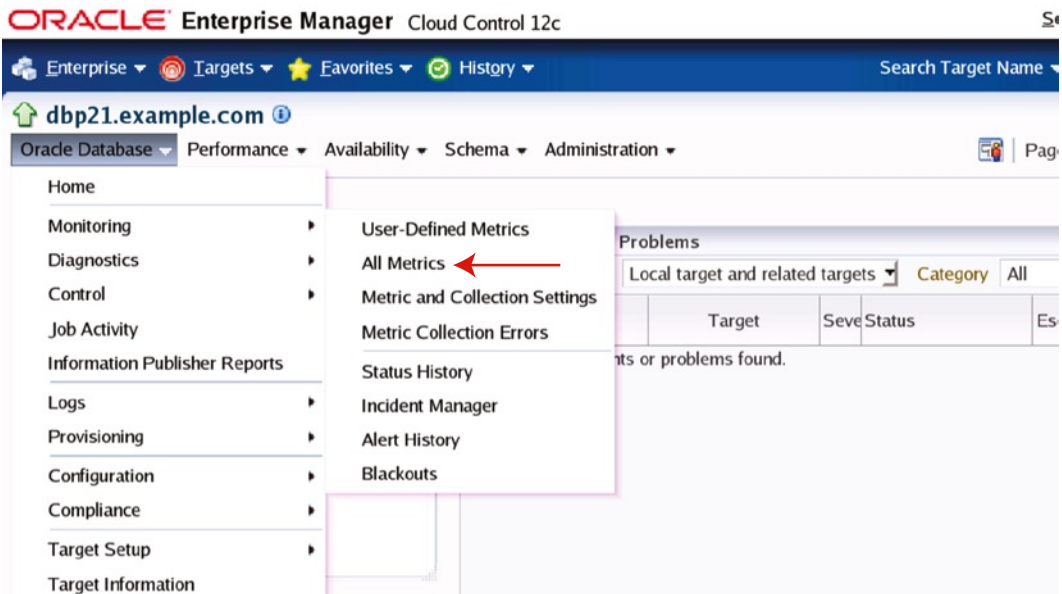 ORACLE Enterprise Manager Cloud Control 12c
Enterprise Targets Favorites History Search Target Name
dbp21.example.com
Oracle Database Performance Availability Schema Administration
Home
Monitoring
Diagnostics
Control
Job Activity
Information Publisher Reports
Logs
Provisioning
Configuration
Compliance
Target Setup
Target Information
User-Defined Metrics
All Metrics
Metric and Collection Settings
Metric Collection Errors
Status History
Incident Manager
Alert History
Blackouts
Problems
Local target and related targets Category All
Target Seve Status
or problems found.